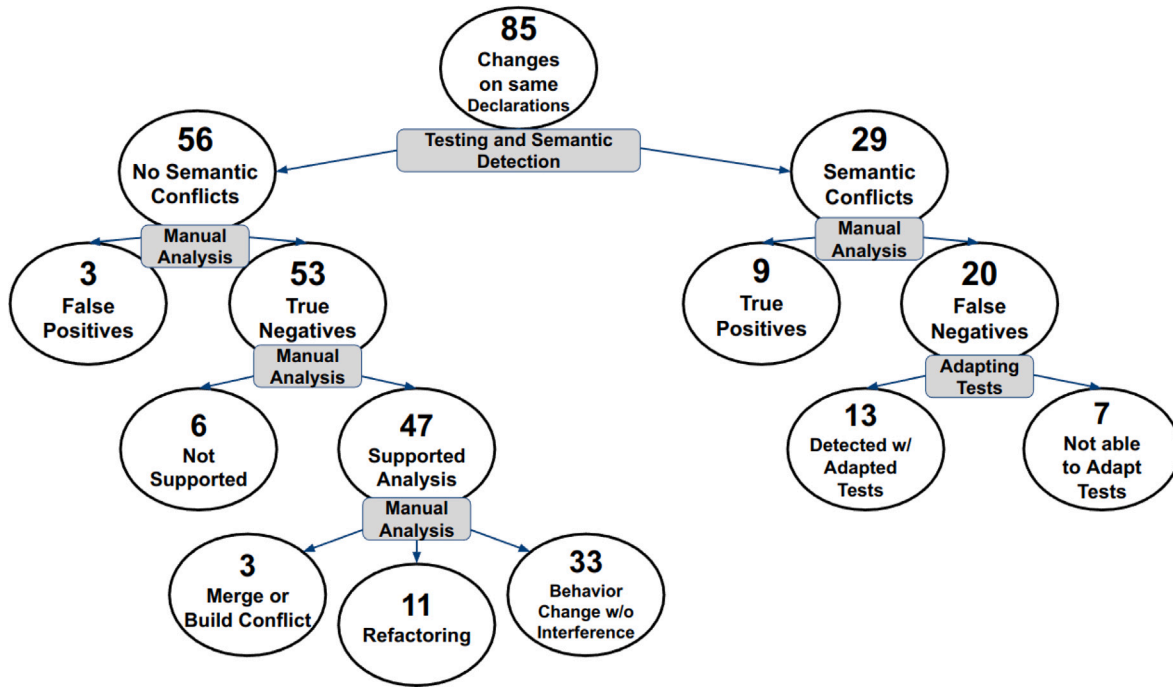 85
Changes
on same
Declarations
Testing and Semantic
Detection
56
No Semantic
Conflicts
29
Semantic
Conflicts
Manual
Analysis
Manual
Analysis
3
False
Positives
53
True
Negatives
9
True
Positives
20
False
Negatives
Manual
Analysis
Adapting
Tests
6
Not
Supported
47
Supported
Analysis
13
Detected w/
Adapted
Tests
7
Not able
to Adapt
Tests
Manual
Analysis
3
Merge or
Build Conflict
11
Refactoring
33
Behavior
Change w/o
Interference